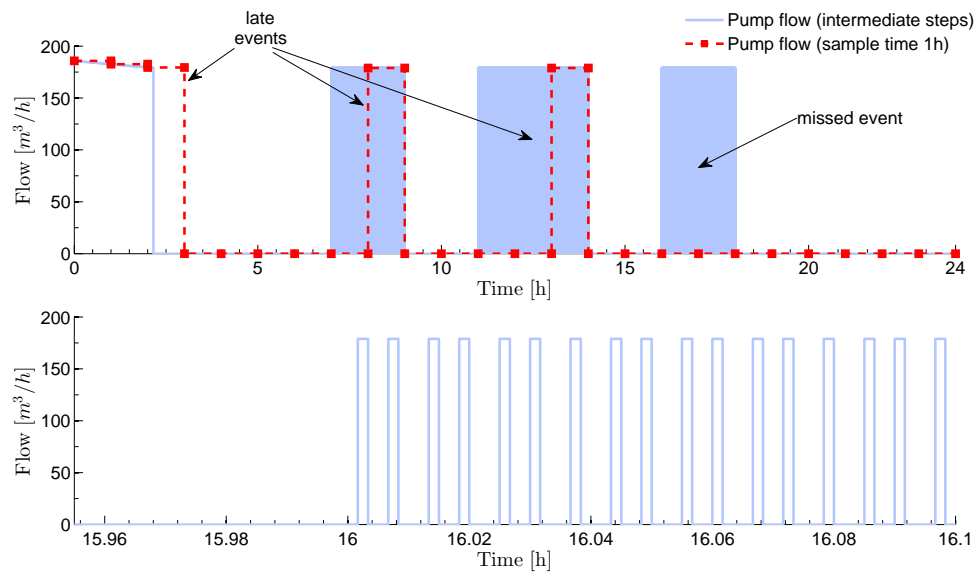 late
events
Pump flow (intermediate steps)
Pump flow (sample time 1h)
missed event
Flow [m³/h]
200
150
100
50
0
0 5 10 15 20 24
Time [h]
Flow [m³/h]
200
150
100
50
0
15.96 15.98 16 16.02 16.04 16.06 16.08 16.1
Time [h]